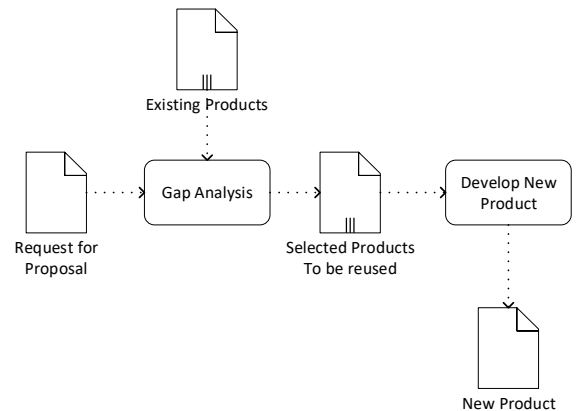 Existing Products
Request for
Proposal
Gap Analysis
Selected Products
To be reused
Develop New
Product
New Product